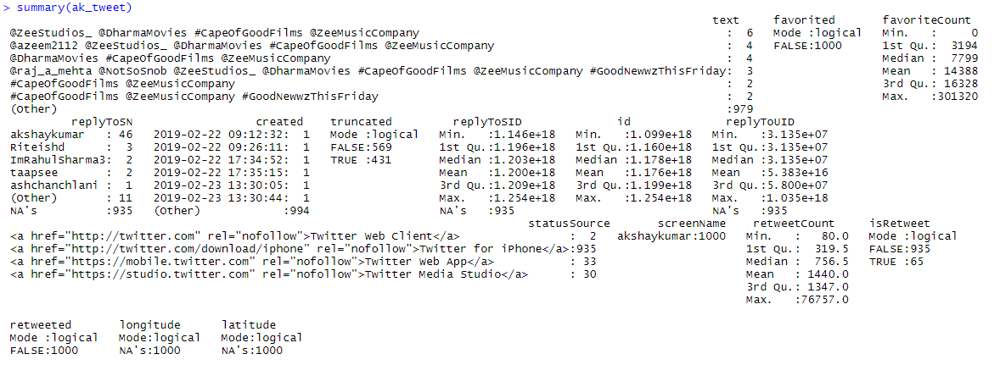 > summary(ak_tweet)
                                                                                                              text     favorited       favoriteCount   
 @ZeeStudios_ @DharmaMovies #CapeOfGoodFilms @ZeeMusicCompany                                                :  6   Mode :logical   Min.   :     0  
 @azeem2112 @ZeeStudios_ @DharmaMovies #CapeOfGoodFilms @ZeeMusicCompany                                     :  4   FALSE:1000      1st Qu.:  3194  
 @DharmaMovies #CapeOfGoodFilms @ZeeMusicCompany                                                             :  4                   Median :  7799  
 @raj_a_mehta @NotSoSnob @ZeeStudios_ @DharmaMovies #CapeOfGoodFilms @ZeeMusicCompany #GoodNewwzThisFriday:  3                   Mean   : 14388  
 #CapeOfGoodFilms @ZeeMusicCompany                                                                           :  2                   3rd Qu.: 16328  
 #CapeOfGoodFilms @ZeeMusicCompany #GoodNewwzThisFriday                                                      :  2                   Max.   :301320  
 (Other)                                                                                                     :979
         replyToSN                  created    truncated         replyToSID              id              replyToUID
 akshaykumar   : 46   2019-02-22 09:12:32:  1   Mode :logical   Min.   :1.146e+18   Min.   :1.099e+18   Min.   :3.135e+07
 Riteishd      :  3   2019-02-22 09:26:11:  1   FALSE:569       1st Qu.:1.196e+18   1st Qu.:1.160e+18   1st Qu.:3.135e+07
 ImRahulSharma3:  2   2019-02-22 17:34:52:  1   TRUE :431       Median :1.203e+18   Median :1.178e+18   Median :3.135e+07
 taapsee       :  2   2019-02-22 17:35:15:  1                   Mean   :1.200e+18   Mean   :1.176e+18   Mean   :5.383e+16
 ashchanchlani :  1   2019-02-23 13:30:05:  1                   3rd Qu.:1.209e+18   3rd Qu.:1.199e+18   3rd Qu.:5.800e+07
 (Other)       : 11   2019-02-23 13:30:44:  1                   Max.   :1.254e+18   Max.   :1.254e+18   Max.   :1.035e+18
 NA's          :935   (Other)            :994                   NA's   :935                             NA's   :935
                                                                                 statusSource        screenName    retweetCount     isRetweet
 <a href="http://twitter.com" rel="nofollow">Twitter Web Client</a>                  :  2   akshaykumar:1000   Min.   :   80.0   Mode :logical
 <a href="http://twitter.com/download/iphone" rel="nofollow">Twitter for iPhone</a>:935                      1st Qu.:  319.5   FALSE:935
 <a href="https://mobile.twitter.com" rel="nofollow">Twitter Web App</a>             : 33                      Median :  756.5   TRUE :65
 <a href="https://studio.twitter.com" rel="nofollow">Twitter Media Studio</a>        : 30                      Mean   : 1440.0
                                                                                                               3rd Qu.: 1347.0
                                                                                                               Max.   :76757.0
 retweeted       longitude      latitude
 Mode :logical   Mode:logical   Mode:logical
 FALSE:1000      NA's:1000      NA's:1000